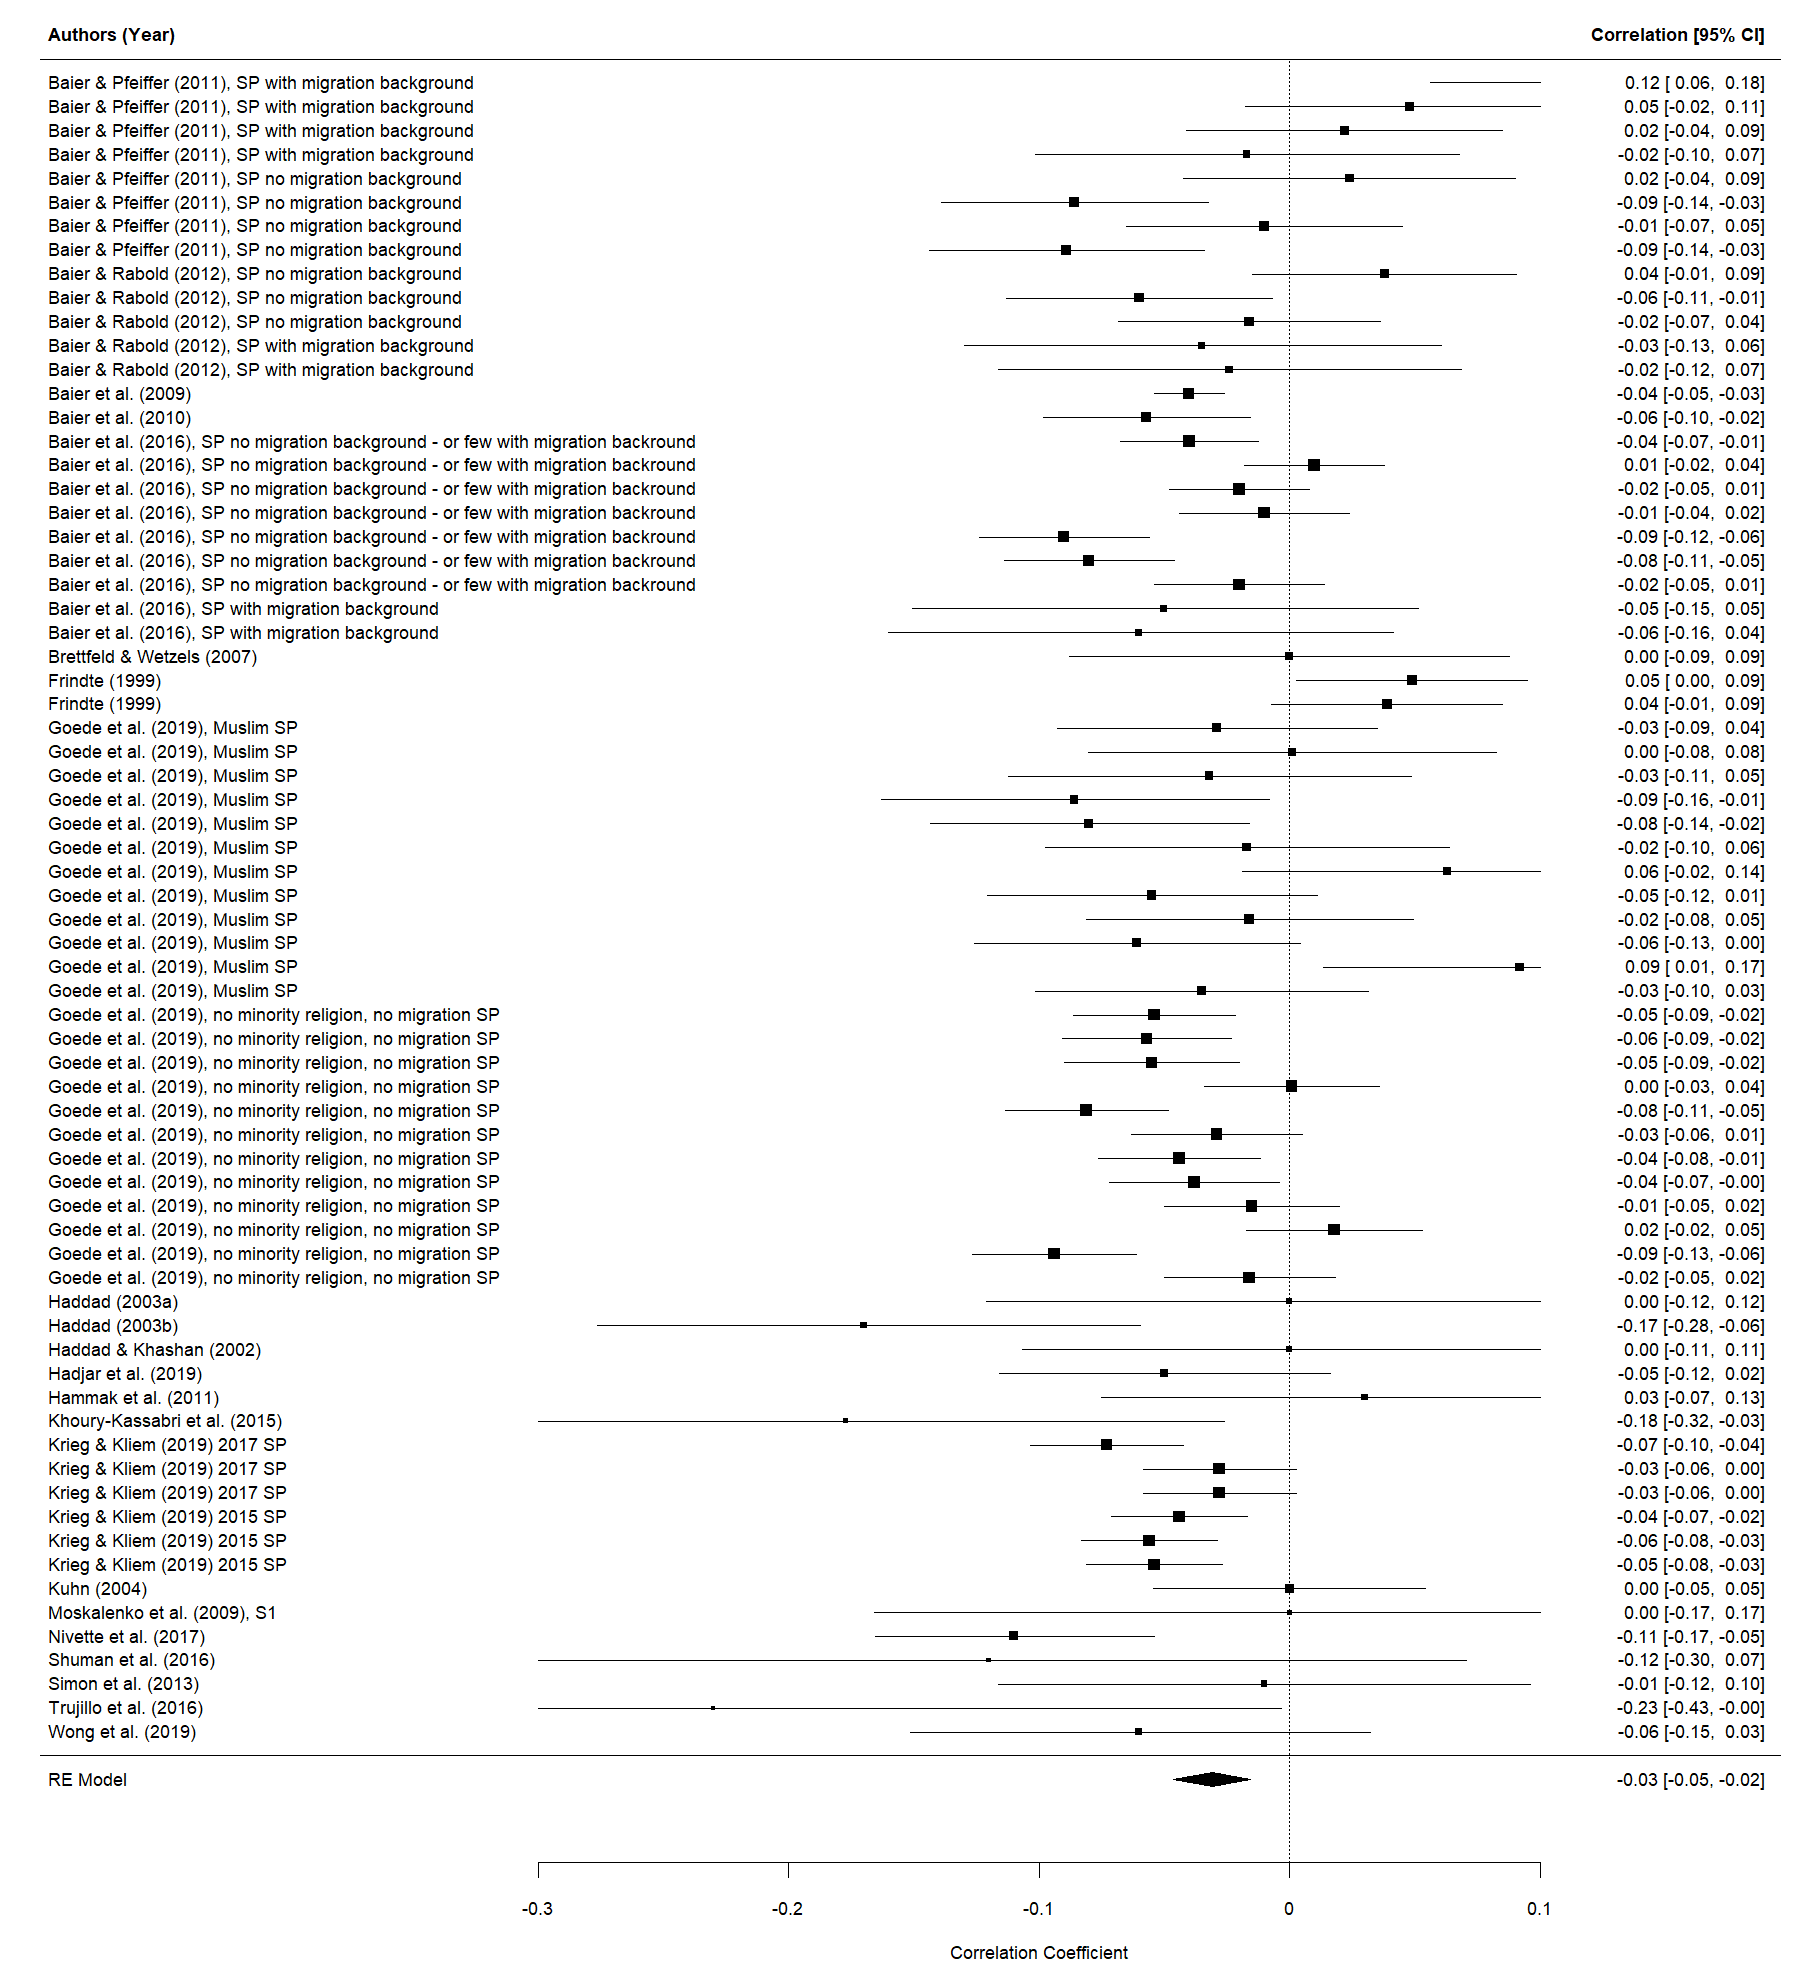 Authors (Year) Correlation [95% CI]
Baier & Pfeiffer (2011), SP with migration background 0.12 [ 0.06, 0.18]
Baier & Pfeiffer (2011), SP with migration background 0.05 [-0.02, 0.11]
Baier & Pfeiffer (2011), SP with migration background 0.02 [-0.04, 0.09]
Baier & Pfeiffer (2011), SP with migration background -0.02 [-0.10, 0.07]
Baier & Pfeiffer (2011), SP no migration background 0.02 [-0.04, 0.09]
Baier & Pfeiffer (2011), SP no migration background -0.09 [-0.14, -0.03]
Baier & Pfeiffer (2011), SP no migration background -0.01 [-0.07, 0.05]
Baier & Pfeiffer (2011), SP no migration background -0.09 [-0.14, -0.03]
Baier & Rabold (2012), SP no migration background 0.04 [-0.01, 0.09]
Baier & Rabold (2012), SP no migration background -0.06 [-0.11, -0.01]
Baier & Rabold (2012), SP no migration background -0.02 [-0.07, 0.04]
Baier & Rabold (2012), SP with migration background -0.03 [-0.13, 0.06]
Baier & Rabold (2012), SP with migration background -0.02 [-0.12, 0.07]
Baier et al. (2009) -0.04 [-0.05, -0.03]
Baier et al. (2010) -0.06 [-0.10, -0.02]
Baier et al. (2016), SP no migration background - or few with migration backround -0.04 [-0.07, -0.01]
Baier et al. (2016), SP no migration background - or few with migration backround 0.01 [-0.02, 0.04]
Baier et al. (2016), SP no migration background - or few with migration backround -0.02 [-0.05, 0.01]
Baier et al. (2016), SP no migration background - or few with migration backround -0.01 [-0.04, 0.02]
Baier et al. (2016), SP no migration background - or few with migration backround -0.09 [-0.12, -0.06]
Baier et al. (2016), SP no migration background - or few with migration backround -0.08 [-0.11, -0.05]
Baier et al. (2016), SP no migration background - or few with migration backround -0.02 [-0.05, 0.01]
Baier et al. (2016), SP with migration background -0.05 [-0.15, 0.05]
Baier et al. (2016), SP with migration background -0.06 [-0.16, 0.04]
Brettfeld & Wetzels (2007) 0.00 [-0.09, 0.09]
Frindte (1999) 0.05 [ 0.00, 0.09]
Frindte (1999) 0.04 [-0.01, 0.09]
Goede et al. (2019), Muslim SP -0.03 [-0.09, 0.04]
Goede et al. (2019), Muslim SP 0.00 [-0.08, 0.08]
Goede et al. (2019), Muslim SP -0.03 [-0.11, 0.05]
Goede et al. (2019), Muslim SP -0.09 [-0.16, -0.01]
Goede et al. (2019), Muslim SP -0.08 [-0.14, -0.02]
Goede et al. (2019), Muslim SP -0.02 [-0.10, 0.06]
Goede et al. (2019), Muslim SP 0.06 [-0.02, 0.14]
Goede et al. (2019), Muslim SP -0.05 [-0.12, 0.01]
Goede et al. (2019), Muslim SP -0.02 [-0.08, 0.05]
Goede et al. (2019), Muslim SP -0.06 [-0.13, 0.00]
Goede et al. (2019), Muslim SP 0.09 [ 0.01, 0.17]
Goede et al. (2019), Muslim SP -0.03 [-0.10, 0.03]
Goede et al. (2019), no minority religion, no migration SP -0.05 [-0.09, -0.02]
Goede et al. (2019), no minority religion, no migration SP -0.06 [-0.09, -0.02]
Goede et al. (2019), no minority religion, no migration SP -0.05 [-0.09, -0.02]
Goede et al. (2019), no minority religion, no migration SP 0.00 [-0.03, 0.04]
Goede et al. (2019), no minority religion, no migration SP -0.08 [-0.11, -0.05]
Goede et al. (2019), no minority religion, no migration SP -0.03 [-0.06, 0.01]
Goede et al. (2019), no minority religion, no migration SP -0.04 [-0.08, -0.01]
Goede et al. (2019), no minority religion, no migration SP -0.04 [-0.07, -0.00]
Goede et al. (2019), no minority religion, no migration SP -0.01 [-0.05, 0.02]
Goede et al. (2019), no minority religion, no migration SP 0.02 [-0.02, 0.05]
Goede et al. (2019), no minority religion, no migration SP -0.09 [-0.13, -0.06]
Goede et al. (2019), no minority religion, no migration SP -0.02 [-0.05, 0.02]
Haddad (2003a) 0.00 [-0.12, 0.12]
Haddad (2003b) -0.17 [-0.28, -0.06]
Haddad & Khashan (2002) 0.00 [-0.11, 0.11]
Hadjar et al. (2019) -0.05 [-0.12, 0.02]
Hammak et al. (2011) 0.03 [-0.07, 0.13]
Khoury-Kassabri et al. (2015) -0.18 [-0.32, -0.03]
Krieg & Kliem (2019) 2017 SP -0.07 [-0.10, -0.04]
Krieg & Kliem (2019) 2017 SP -0.03 [-0.06, 0.00]
Krieg & Kliem (2019) 2017 SP -0.03 [-0.06, 0.00]
Krieg & Kliem (2019) 2015 SP -0.04 [-0.07, -0.02]
Krieg & Kliem (2019) 2015 SP -0.06 [-0.08, -0.03]
Krieg & Kliem (2019) 2015 SP -0.05 [-0.08, -0.03]
Kuhn (2004) 0.00 [-0.05, 0.05]
Moskalenko et al. (2009), S1 0.00 [-0.17, 0.17]
Nivette et al. (2017) -0.11 [-0.17, -0.05]
Shuman et al. (2016) -0.12 [-0.30, 0.07]
Simon et al. (2013) -0.01 [-0.12, 0.10]
Trujillo et al. (2016) -0.23 [-0.43, -0.00]
Wong et al. (2019) -0.06 [-0.15, 0.03]
RE Model -0.03 [-0.05, -0.02]
-0.3 -0.2 -0.1 0 0.1
Correlation Coefficient